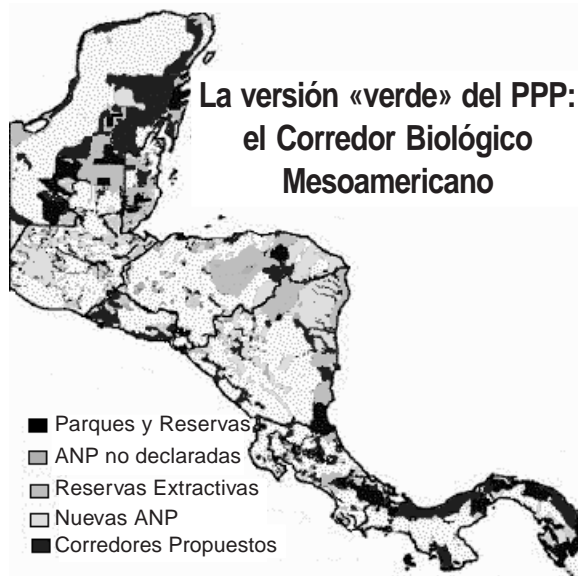 La versión «verde» del PPP:
el Corredor Biológico
Mesoamericano
Parques y Reservas
ANP no declaradas
Reservas Extractivas
Nuevas ANP
Corredores Propuestos